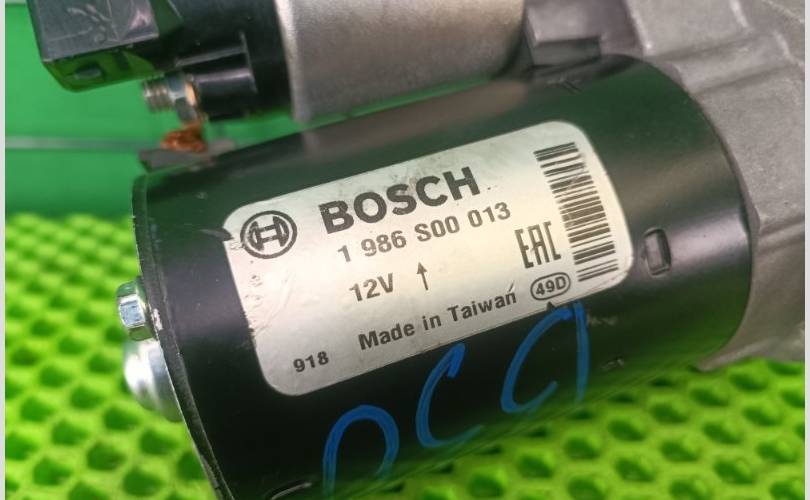 BOSCH
1 986 S00 013
12V ↑ EAC
Made in Taiwan 49D
918